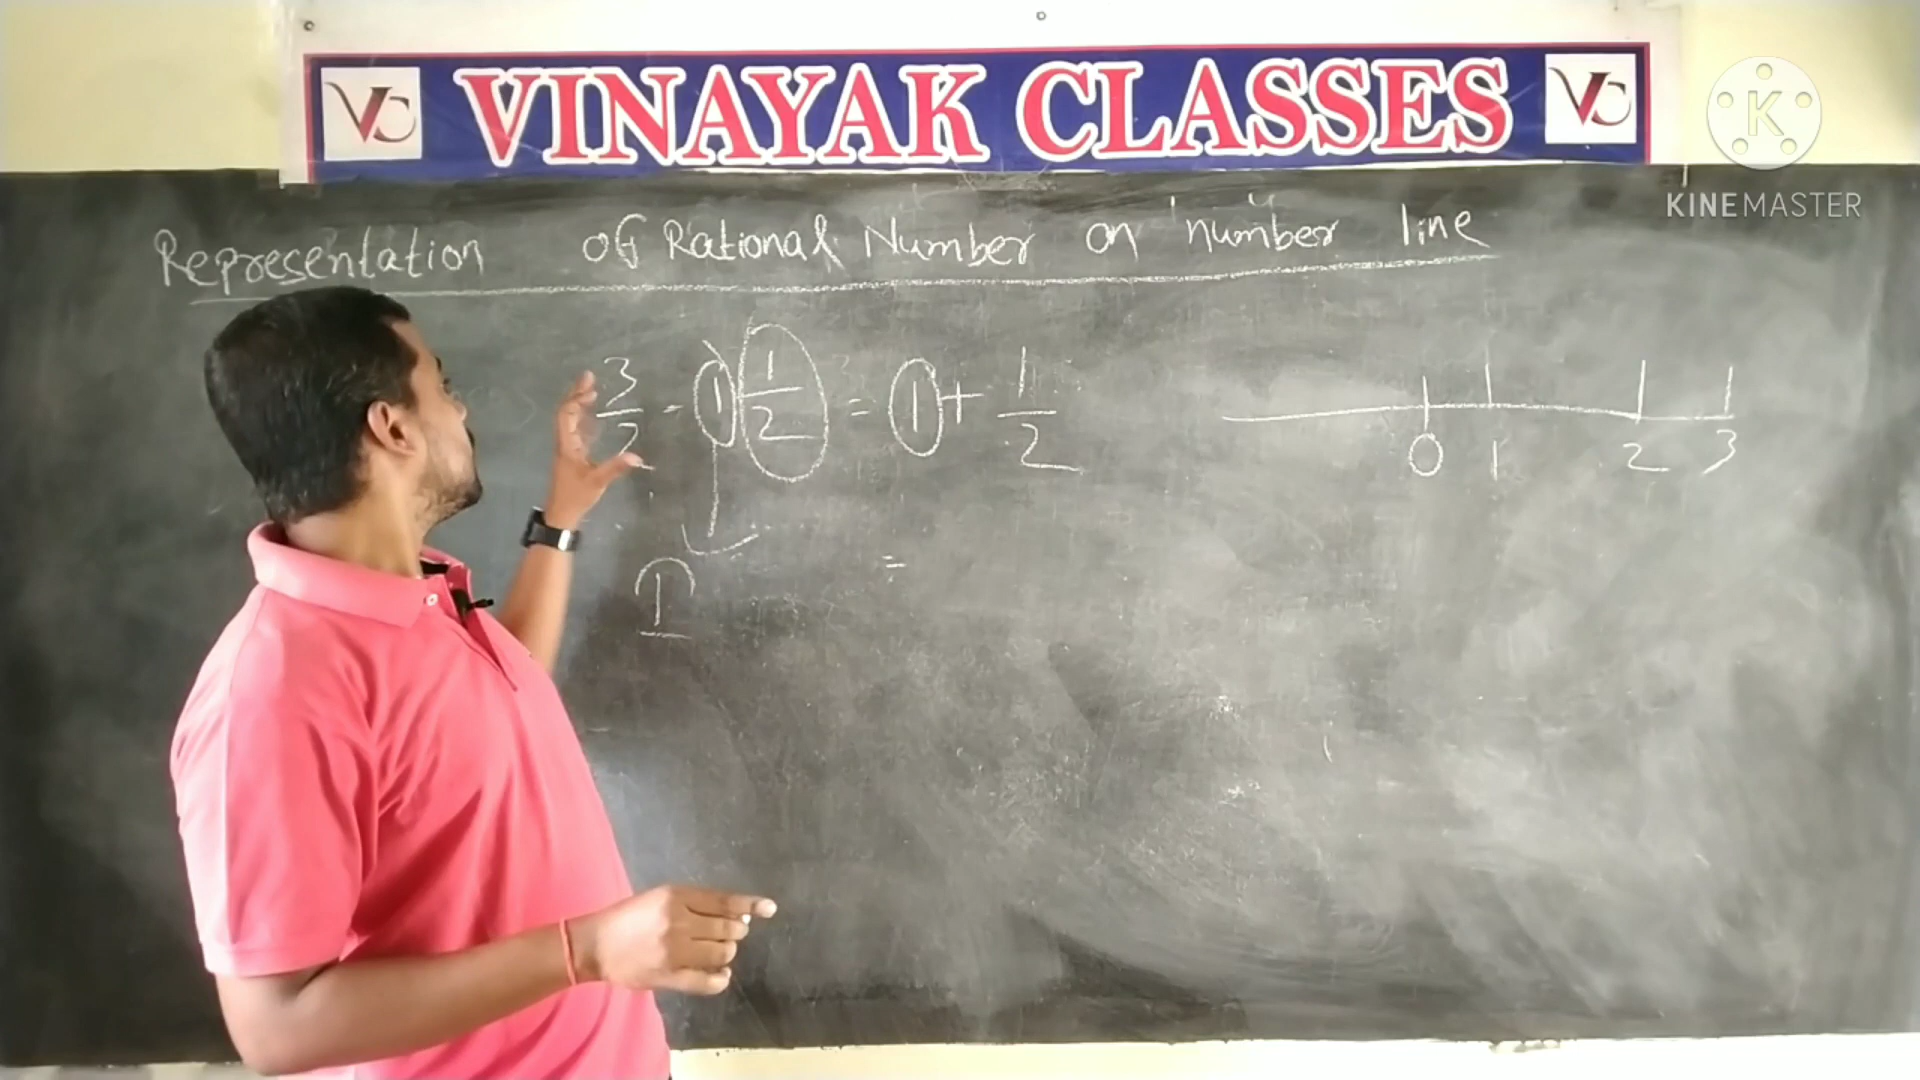 VC VINAYAK CLASSES VC
K
KINEMASTER
Representation of Rational Number on number line
3/2 = 1 1/2 = 1 + 1/2
0 1 2 3
1 =